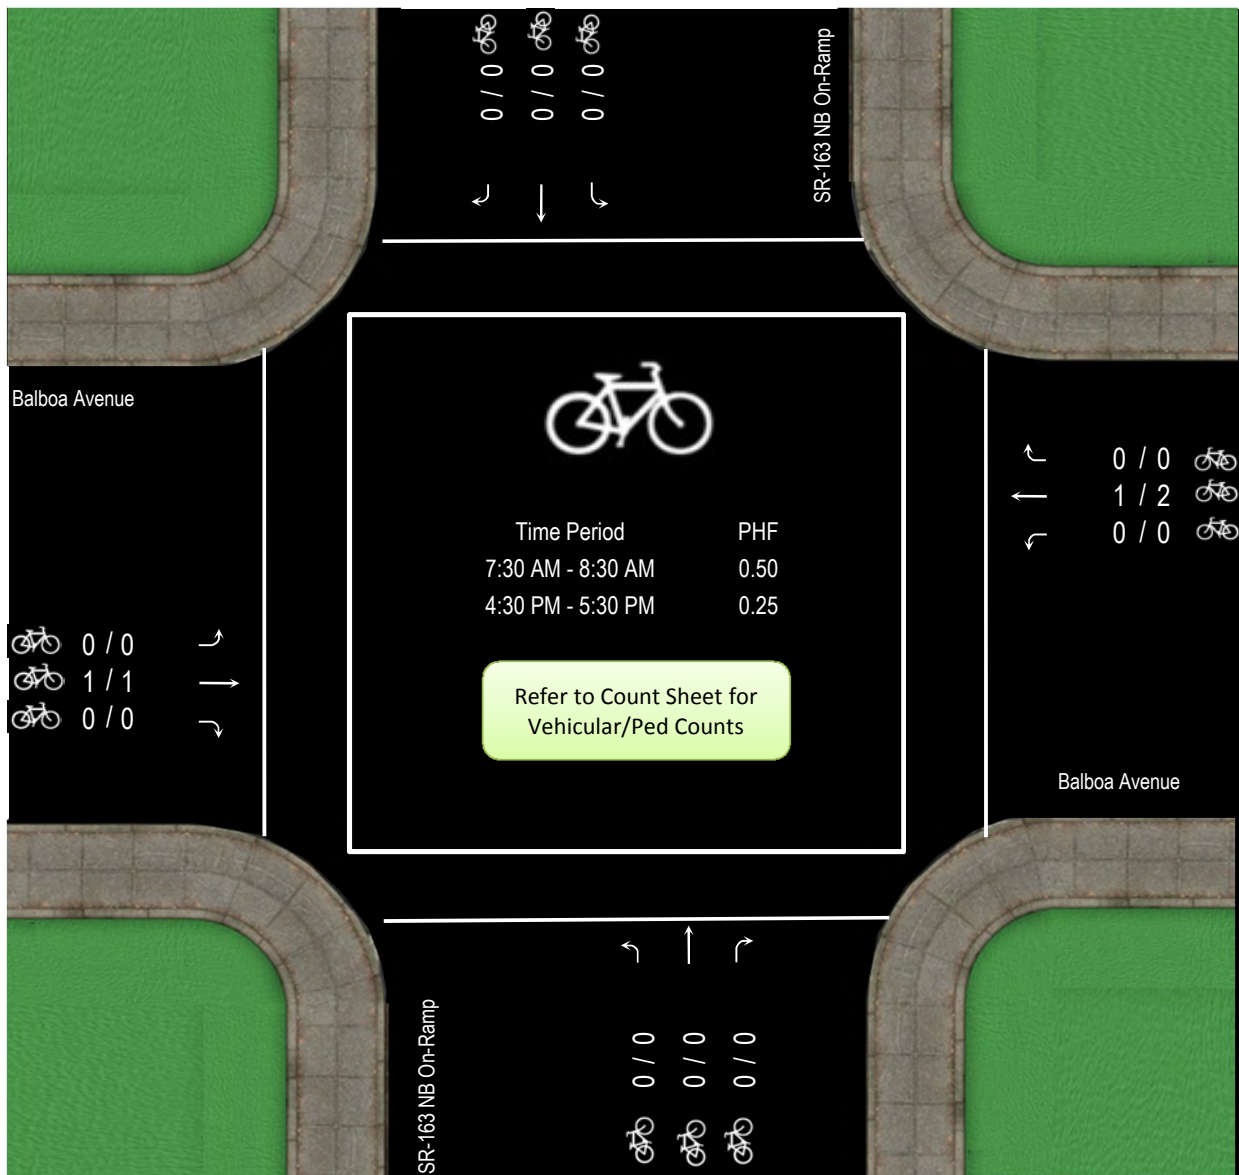 0 / 0
0 / 0
0 / 0
SR-163 NB On-Ramp
Balboa Avenue
0 / 0
1 / 2
0 / 0
Time Period PHF
7:30 AM - 8:30 AM 0.50
4:30 PM - 5:30 PM 0.25
0 / 0
1 / 1
0 / 0
Refer to Count Sheet for
Vehicular/Ped Counts
Balboa Avenue
SR-163 NB On-Ramp
0 / 0
0 / 0
0 / 0